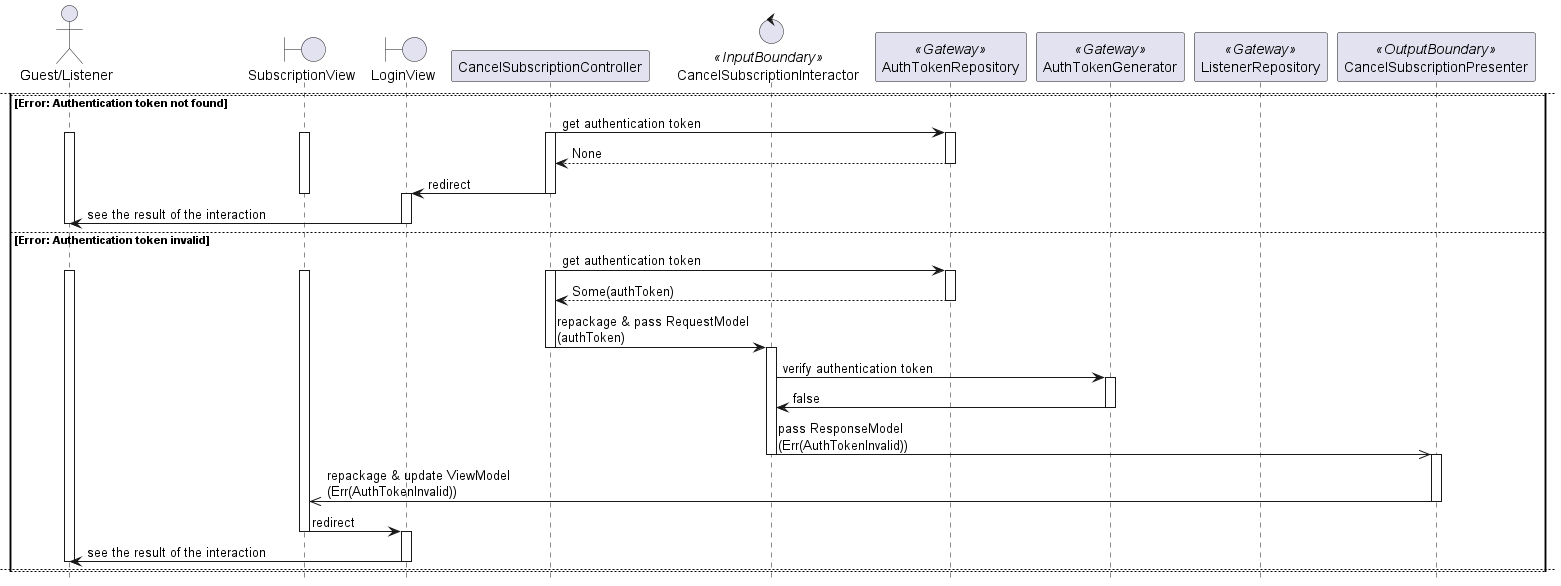 «Gateway»
«Gateway»
«Gateway»
«OutputBoundary»
«InputBoundary»
Guest/Listener
SubscriptionView
LoginView
CancelSubscriptionController
CancelSubscriptionInteractor
AuthTokenRepository
AuthTokenGenerator
ListenerRepository
CancelSubscriptionPresenter
[Error: Authentication token not found]
get authentication token
None
redirect
see the result of the interaction
[Error: Authentication token invalid]
get authentication token
Some(authToken)
repackage & pass RequestModel
(authToken)
verify authentication token
false
pass ResponseModel
(Err(AuthTokenInvalid))
repackage & update ViewModel
(Err(AuthTokenInvalid))
redirect
see the result of the interaction